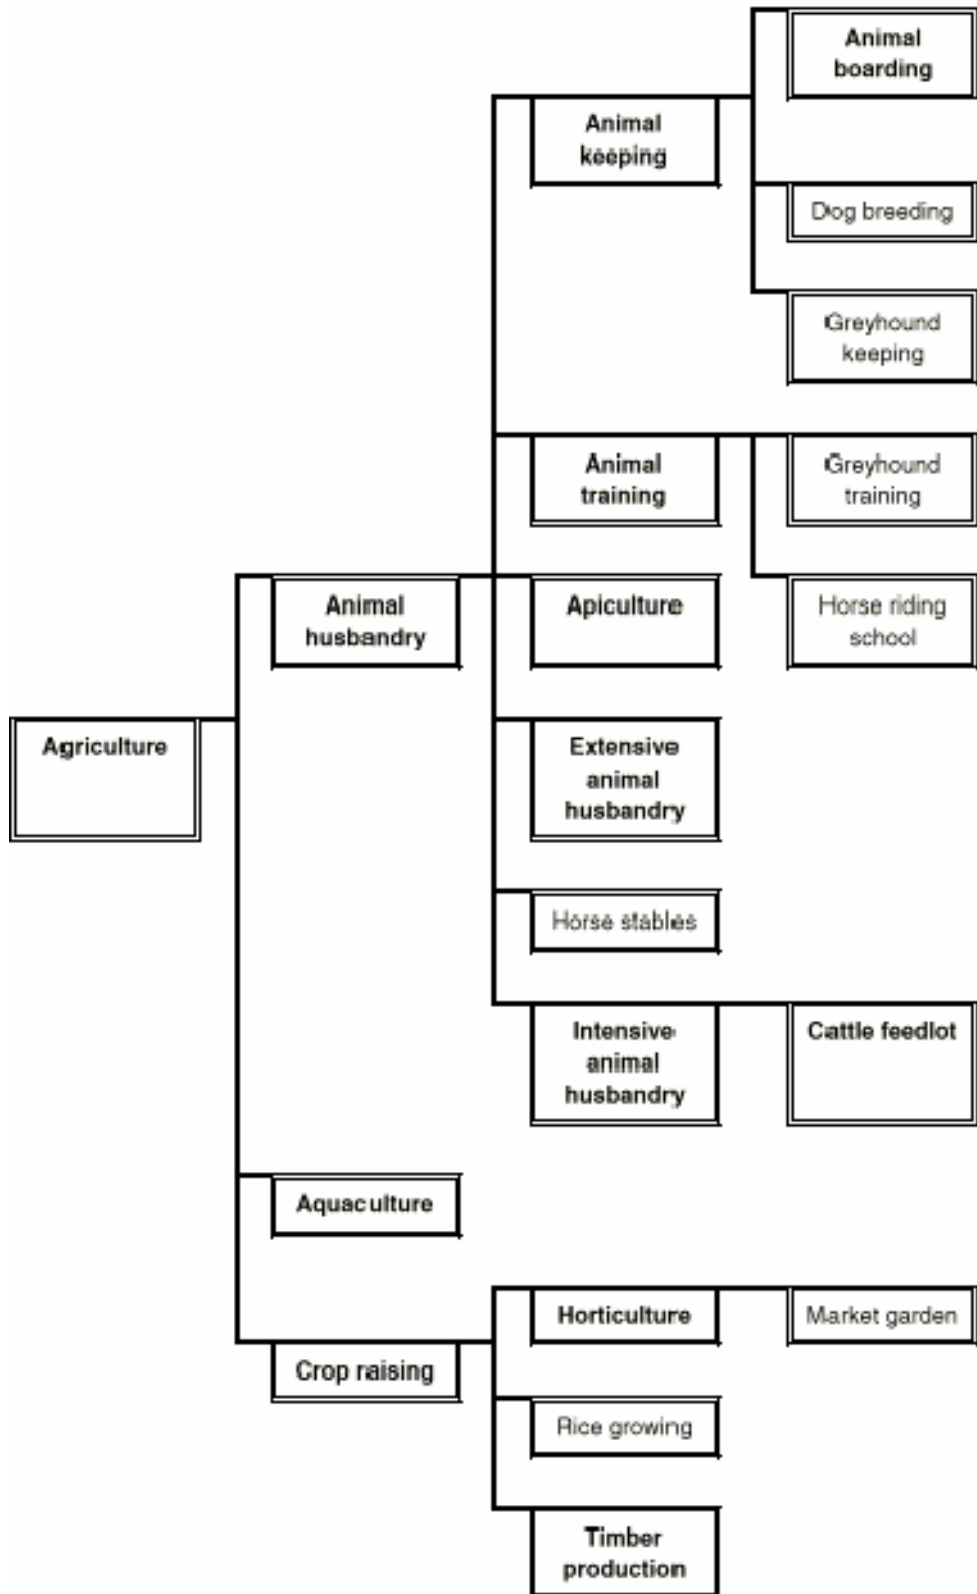 Animal
boarding
Animal
keeping
Dog breeding
Greyhound
keeping
Animal
training
Greyhound
training
Animal
husbandry
Apiculture
Horse riding
school
Agriculture
Extensive
animal
husbandry
Horse stables
Intensive
animal
husbandry
Cattle feedlot
Aquaculture
Horticulture
Market garden
Crop raising
Rice growing
Timber
production